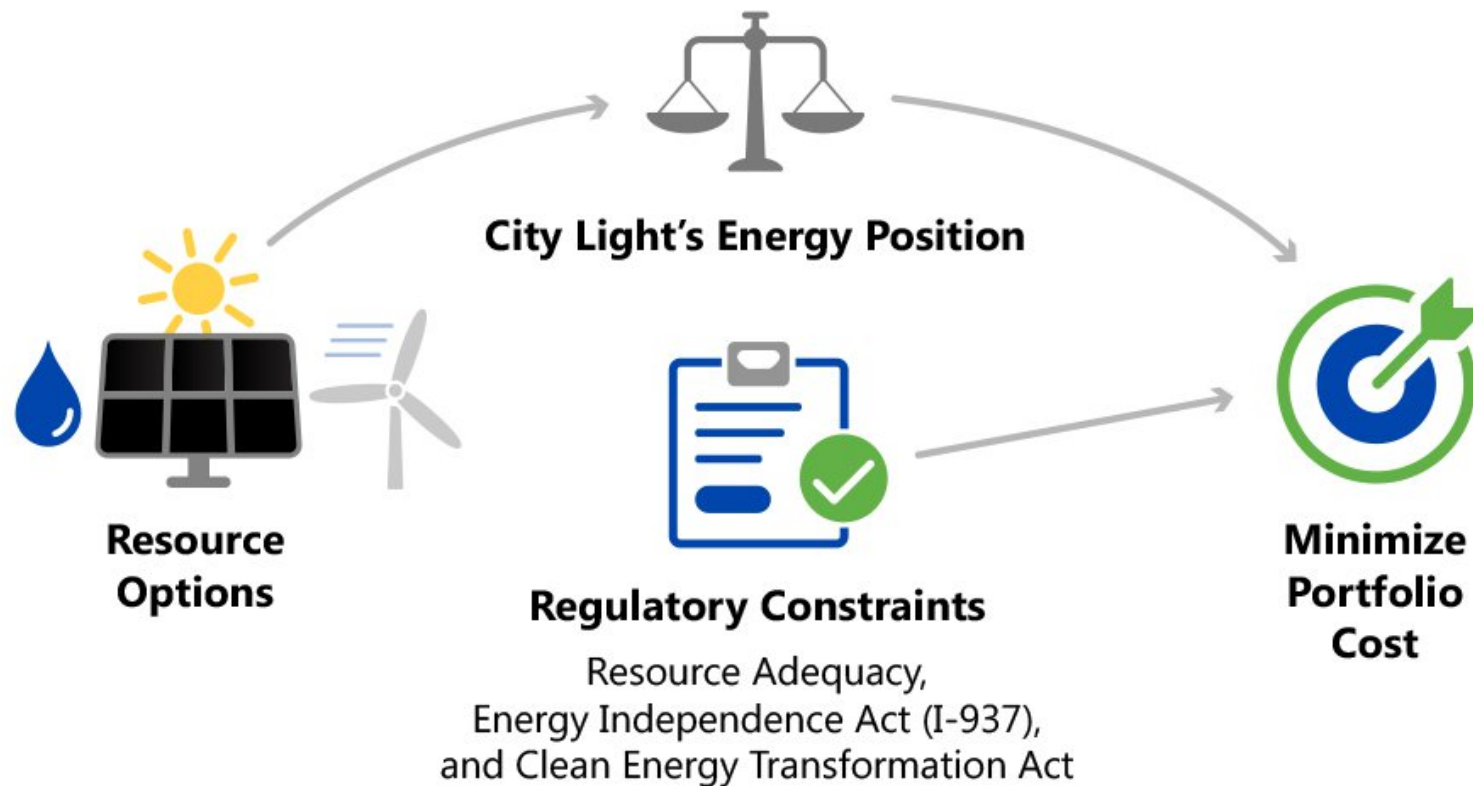 City Light’s Energy Position
Resource
Options
Regulatory Constraints
Resource Adequacy,
Energy Independence Act (I-937),
and Clean Energy Transformation Act
Minimize
Portfolio
Cost